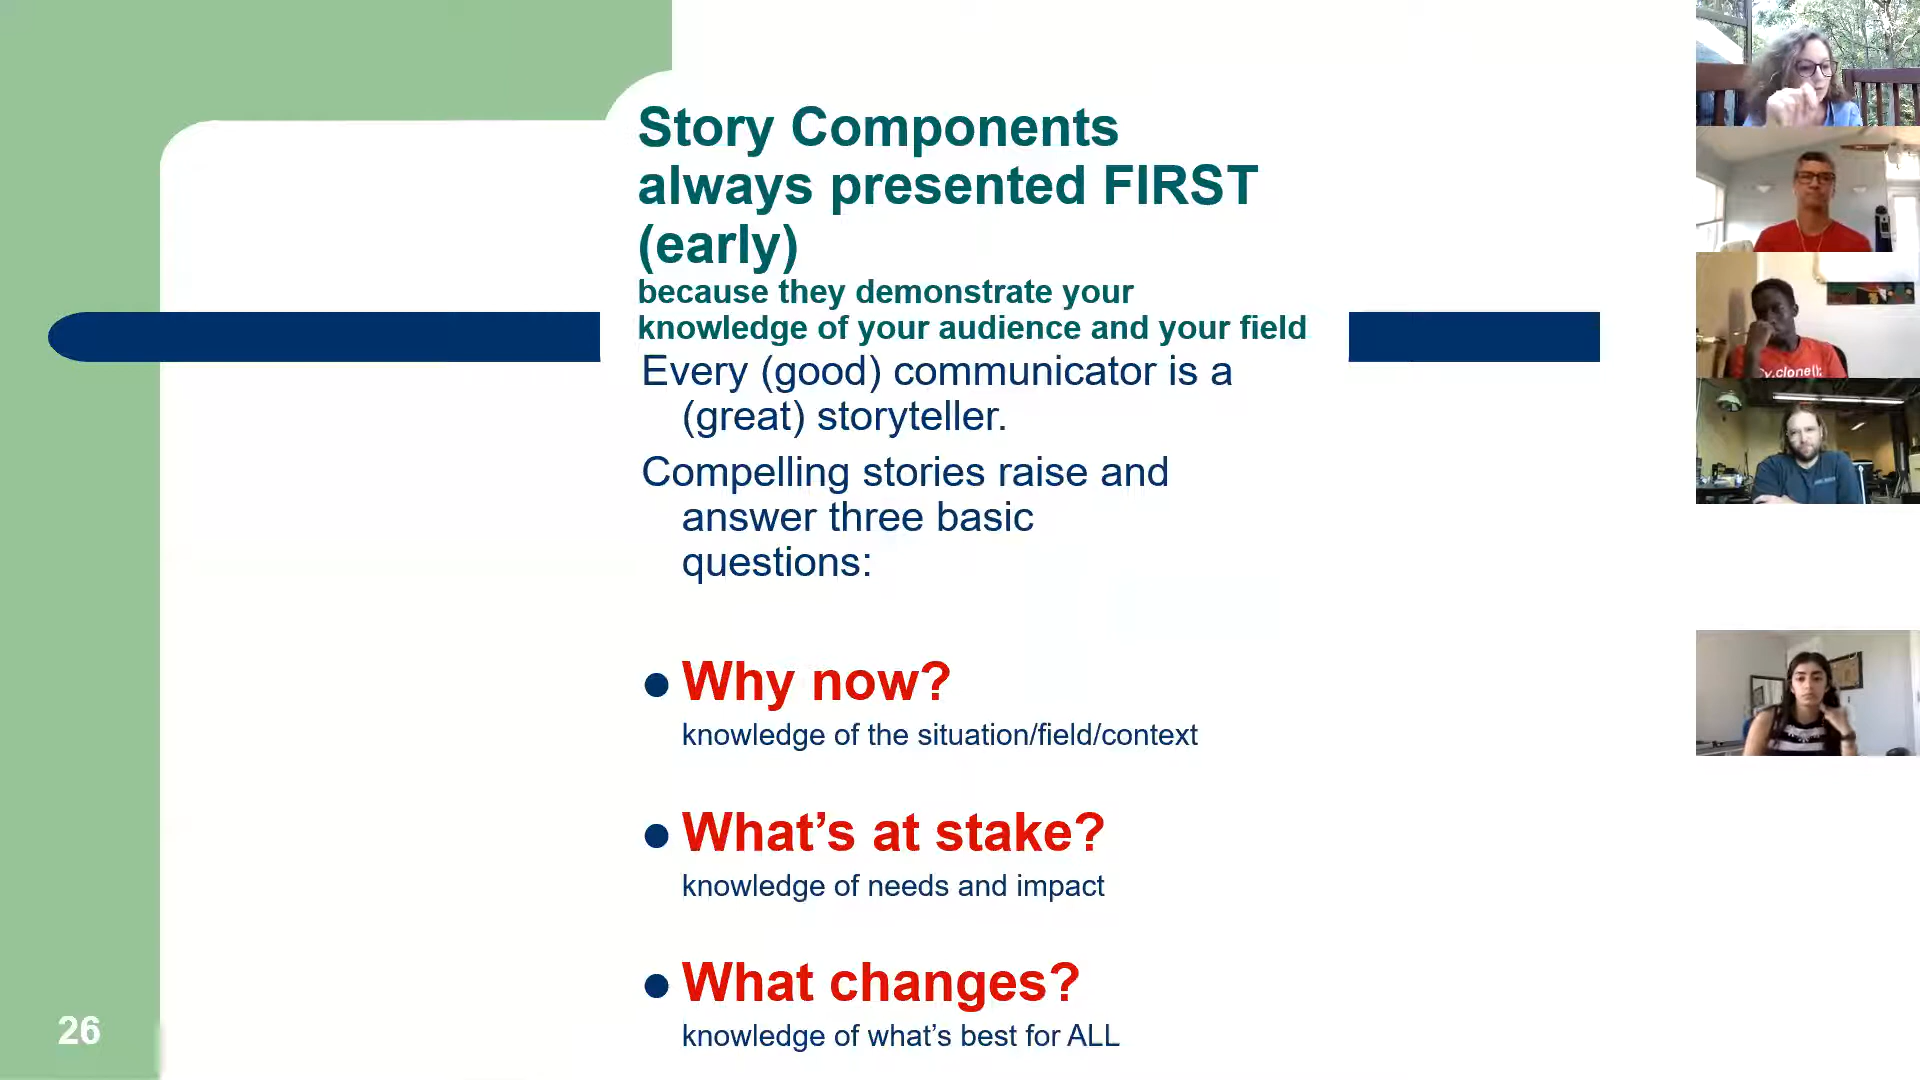 Story Components
always presented FIRST
(early)
because they demonstrate your
knowledge of your audience and your field
Every (good) communicator is a
(great) storyteller.
Compelling stories raise and
answer three basic
questions:
● Why now?
knowledge of the situation/field/context
● What’s at stake?
knowledge of needs and impact
● What changes?
knowledge of what’s best for ALL
26